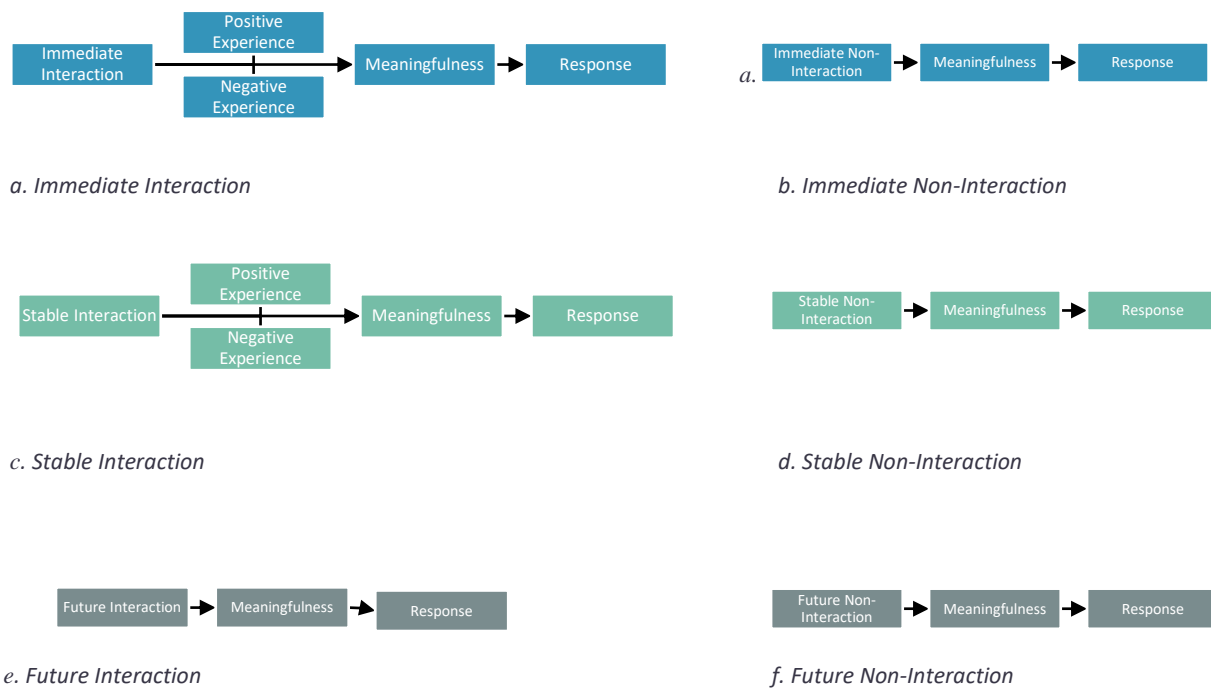 Positive
Experience
Immediate
Interaction
Meaningfulness
Response
Negative
Experience
a. Immediate Interaction
a.
Immediate Non-
Interaction
Meaningfulness
Response
b. Immediate Non-Interaction
Positive
Experience
Stable Interaction
Meaningfulness
Response
Negative
Experience
c. Stable Interaction
Stable Non-
Interaction
Meaningfulness
Response
d. Stable Non-Interaction
Future Interaction
Meaningfulness
Response
e. Future Interaction
Future Non-
Interaction
Meaningfulness
Response
f. Future Non-Interaction